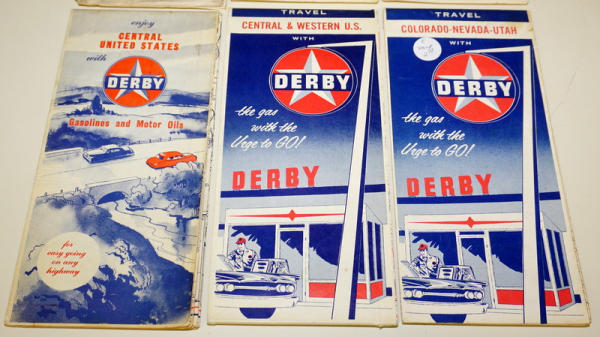 enjoy
CENTRAL
UNITED STATES
with
DERBY
Gasolines and Motor Oils
for
easy going
on any
highway
TRAVEL
CENTRAL & WESTERN U.S.
WITH
DERBY
the gas
with the
Urge to GO!
DERBY
TRAVEL
COLORADO-NEVADA-UTAH
WITH
DERBY
the gas
with the
Urge to GO!
DERBY